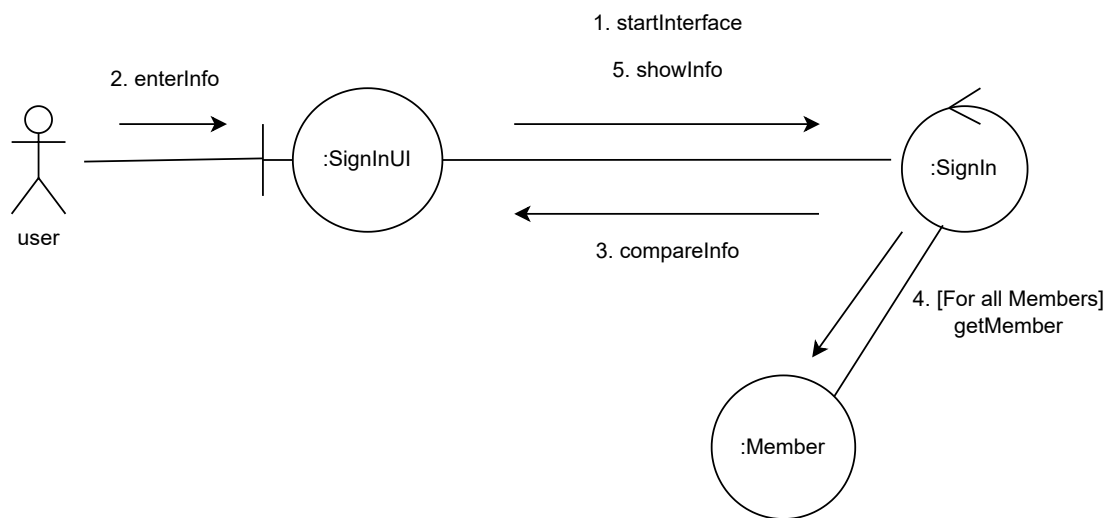 1. startInterface
5. showInfo
2. enterInfo
:SignInUI
:SignIn
user
3. compareInfo
4. [For all Members]
getMember
:Member